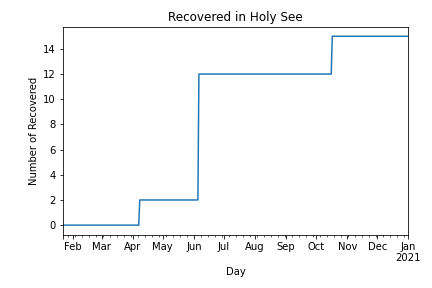 Recovered in Holy See
Number of Recovered
14
12
10
8
6
4
2
0
Feb Mar Apr May Jun Jul Aug Sep Oct Nov Dec Jan
2021
Day